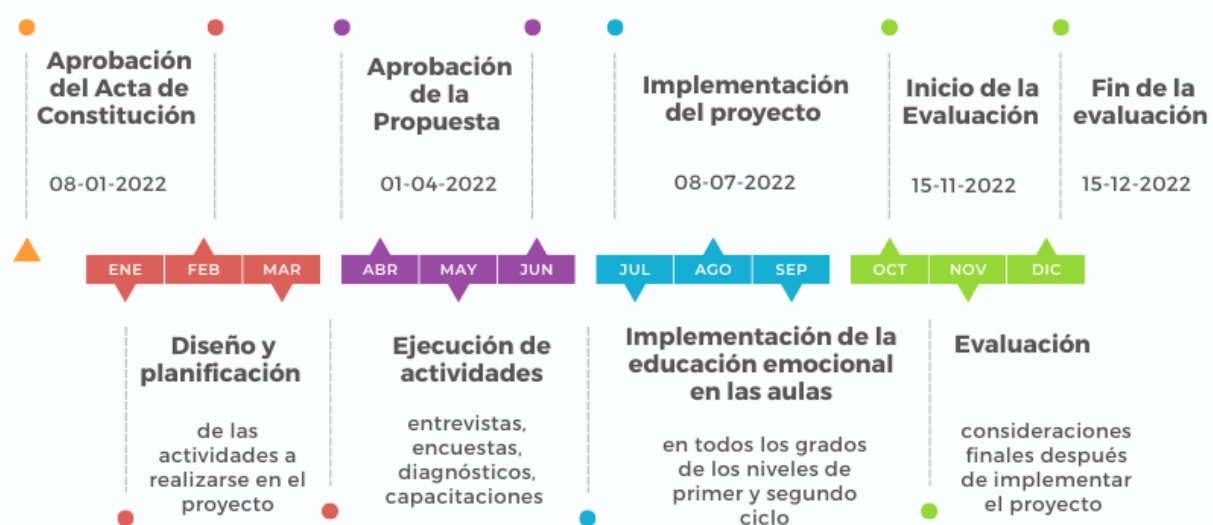 Aprobación
del Acta de
Constitución
08-01-2022
Aprobación
de la
Propuesta
01-04-2022
Implementación
del proyecto
08-07-2022
Inicio de la
Evaluación
15-11-2022
Fin de la
evaluación
15-12-2022
ENE FEB MAR ABR MAY JUN JUL AGO SEP OCT NOV DIC
Diseño y
planificación
de las
actividades a
realizarse en el
proyecto
Ejecución de
actividades
entrevistas,
encuestas,
diagnósticos,
capacitaciones
Implementación de la
educación emocional
en las aulas
en todos los grados
de los niveles de
primer y segundo
ciclo
Evaluación
consideraciones
finales después
de implementar
el proyecto